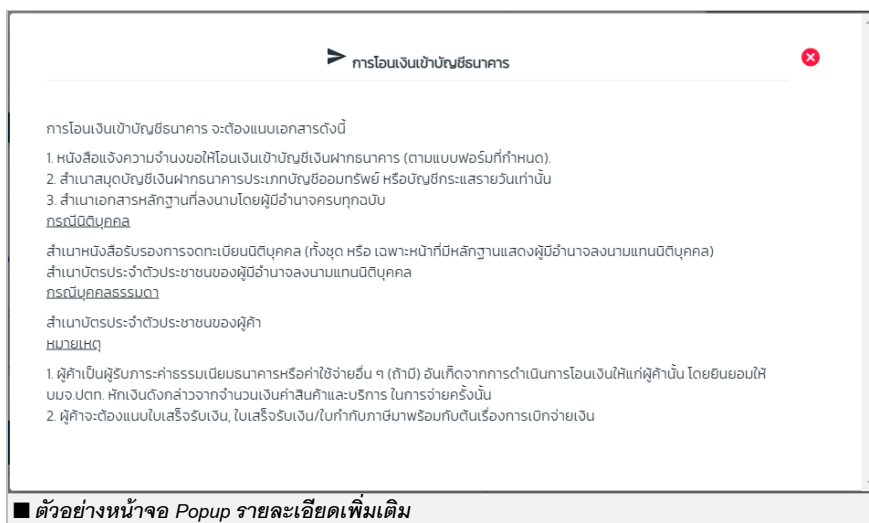 การโอนเงินเข้าบัญชีธนาคาร
การโอนเงินเข้าบัญชีธนาคาร จะต้องแนบเอกสารดังนี้
1. หนังสือแจ้งความจำนงขอให้โอนเงินเข้าบัญชีเงินฝากธนาคาร (ตามแบบฟอร์มที่กำหนด).
2. สำเนาสมุดบัญชีเงินฝากธนาคารประเภทบัญชีออมทรัพย์ หรือบัญชีกระแสรายวันเท่านั้น
3. สำเนาเอกสารหลักฐานที่ลงนามโดยผู้มีอำนาจครบทุกฉบับ
กรณีนิติบุคคล
สำเนาหนังสือรับรองการจดทะเบียนนิติบุคคล (ทั้งชุด หรือ เฉพาะหน้าที่มีหลักฐานแสดงผู้มีอำนาจลงนามแทนนิติบุคคล)
สำเนาบัตรประจำตัวประชาชนของผู้มีอำนาจลงนามแทนนิติบุคคล
กรณีบุคคลธรรมดา
สำเนาบัตรประจำตัวประชาชนของผู้ค้า
หมายเหตุ
1. ผู้ค้าเป็นผู้รับภาระค่าธรรมเนียมธนาคารหรือค่าใช้จ่ายอื่น ๆ (ถ้ามี) อันเกิดจากการดำเนินการโอนเงินให้แก่ผู้ค้านั้น โดยยินยอมให้
บมจ.ปตท. หักเงินดังกล่าวจากจำนวนเงินค่าสินค้าและบริการ ในการจ่ายครั้งนั้น
2. ผู้ค้าจะต้องแนบใบเสร็จรับเงิน, ใบเสร็จรับเงิน/ใบกำกับภาษีมาพร้อมกับต้นเรื่องการเบิกจ่ายเงิน
■ ตัวอย่างหน้าจอ Popup รายละเอียดเพิ่มเติม